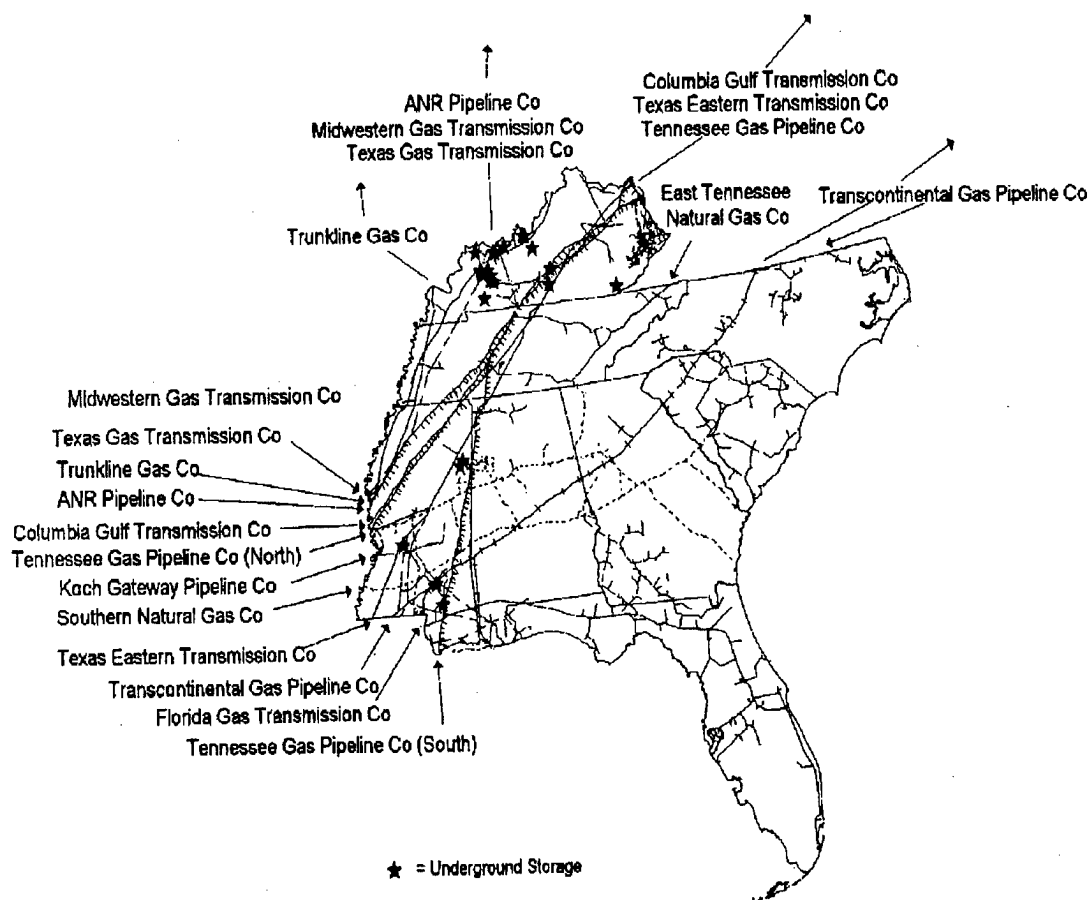 Columbia Gulf Transmission Co
ANR Pipeline Co
Texas Eastern Transmission Co
Midwestern Gas Transmission Co
Tennessee Gas Pipeline Co
Texas Gas Transmission Co
East Tennessee
Natural Gas Co
Transcontinental Gas Pipeline Co
Trunkline Gas Co
Midwestern Gas Transmission Co
Texas Gas Transmission Co
Trunkline Gas Co
ANR Pipeline Co
Columbia Gulf Transmission Co
Tennessee Gas Pipeline Co (North)
Koch Gateway Pipeline Co
Southern Natural Gas Co
Texas Eastern Transmission Co
Transcontinental Gas Pipeline Co
Florida Gas Transmission Co
Tennessee Gas Pipeline Co (South)
★ = Underground Storage